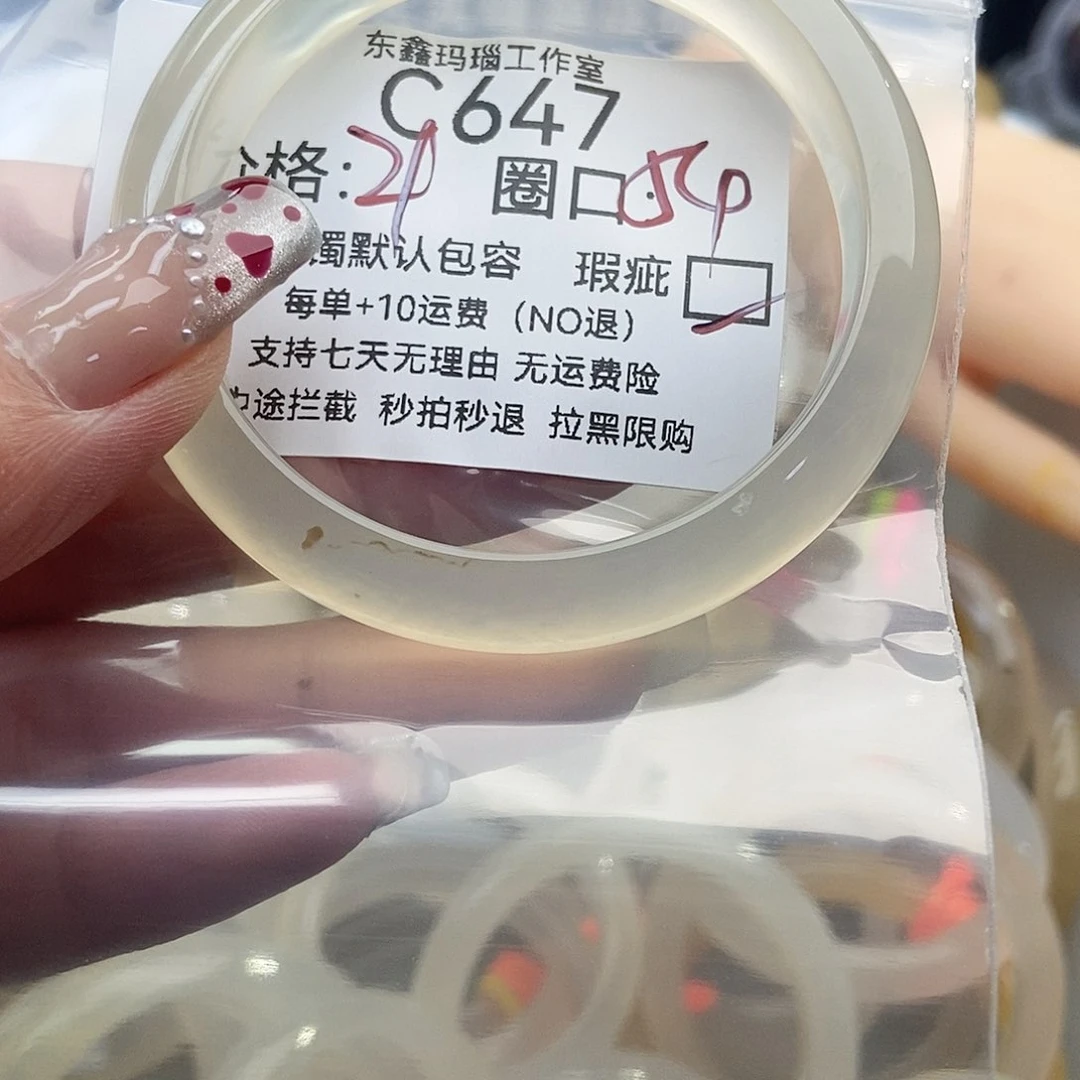 东鑫玛瑙工作室
C647
格: 29 圈口: 54
镯默认包容 瑕疵
每单+10运费（NO退）
支持七天无理由 无运费险
途拦截 秒拍秒退 拉黑限购